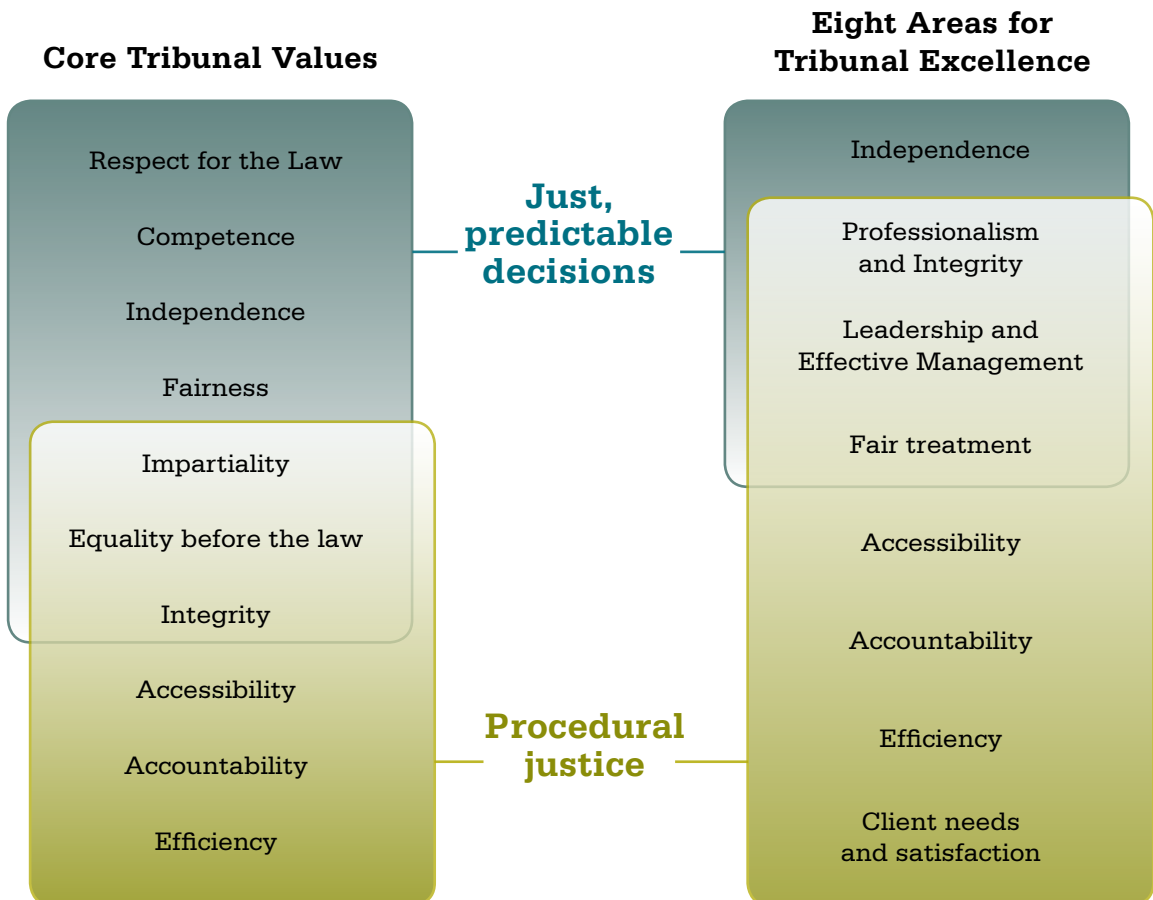 Core Tribunal Values
Respect for the Law
Competence
Independence
Fairness
Impartiality
Equality before the law
Integrity
Accessibility
Accountability
Efficiency
Just,
predictable
decisions
Procedural
justice
Eight Areas for
Tribunal Excellence
Independence
Professionalism
and Integrity
Leadership and
Effective Management
Fair treatment
Accessibility
Accountability
Efficiency
Client needs
and satisfaction